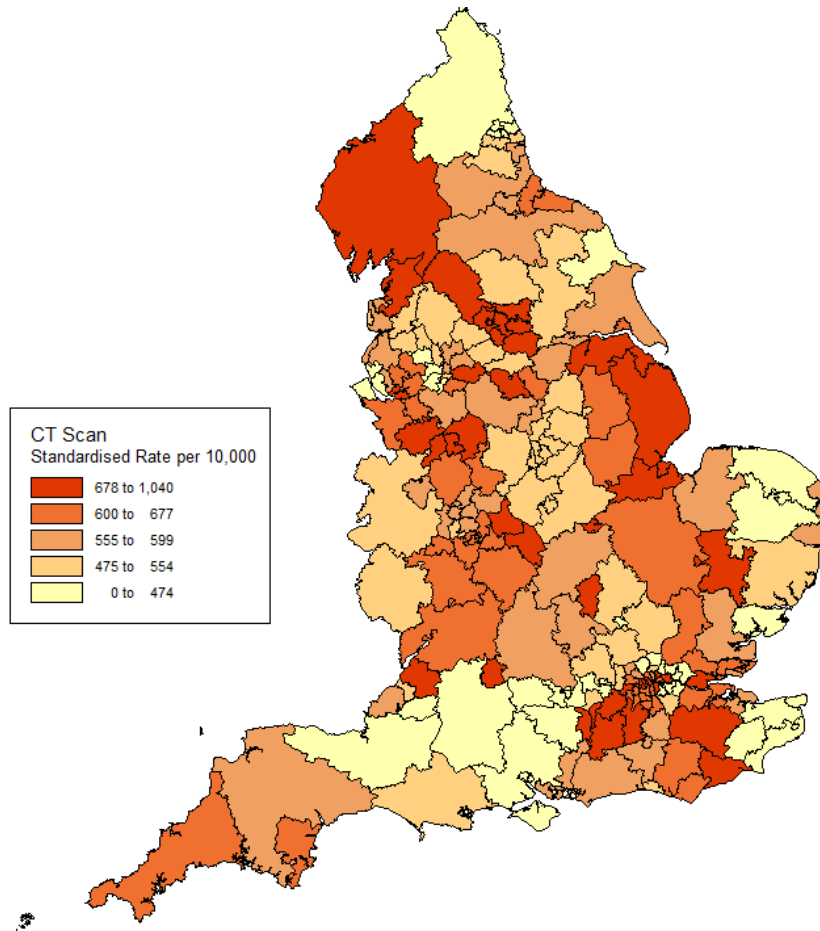 CT Scan
Standardised Rate per 10,000
678 to 1,040
600 to 677
555 to 599
475 to 554
0 to 474